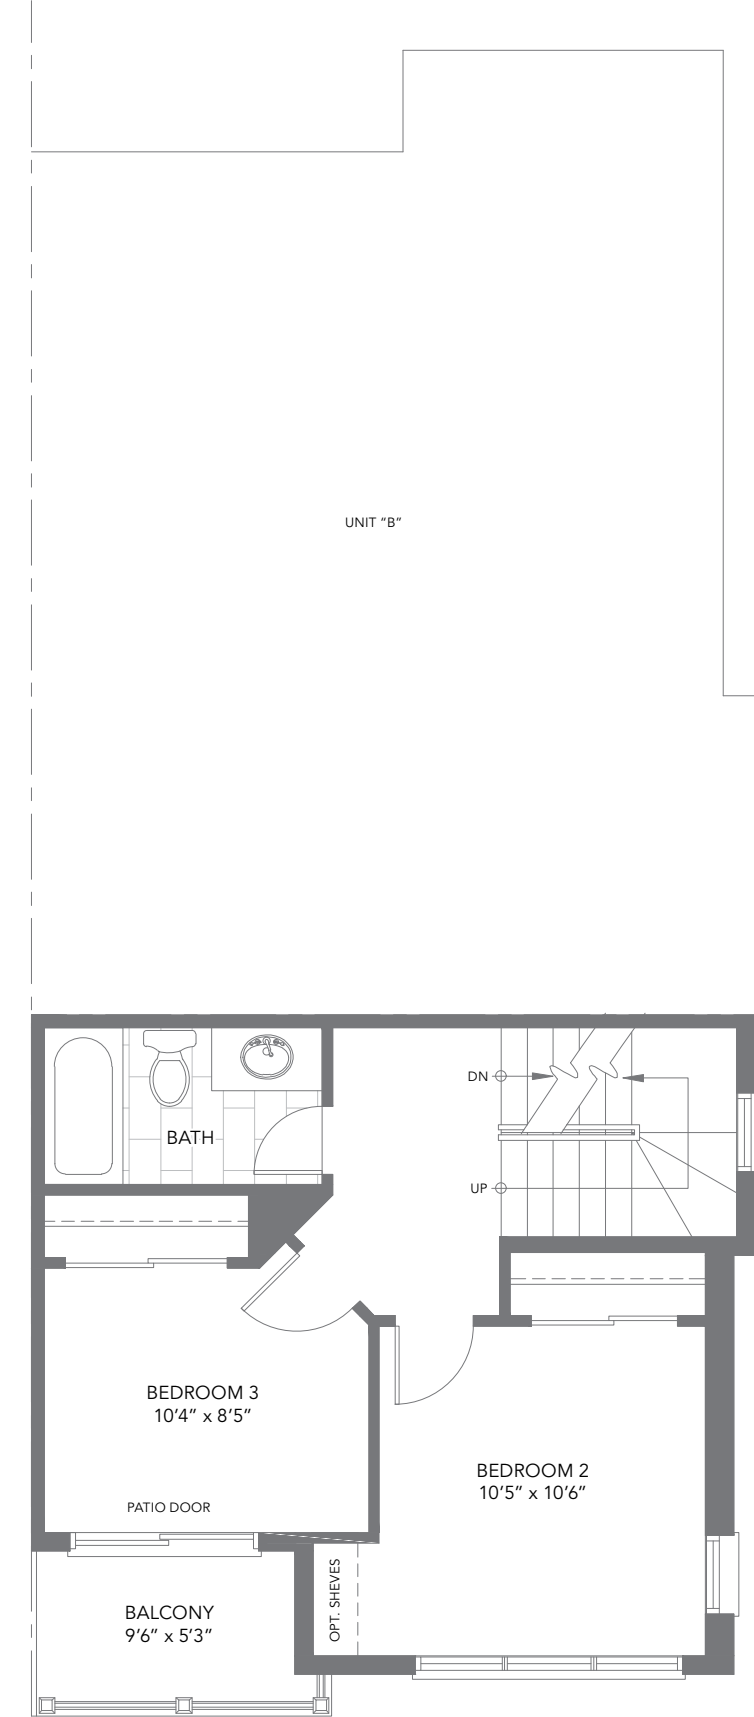 UNIT "B"
DN
BATH
UP
BEDROOM 3
10'4" x 8'5"
BEDROOM 2
10'5" x 10'6"
PATIO DOOR
OPT. SHEVES
BALCONY
9'6" x 5'3"